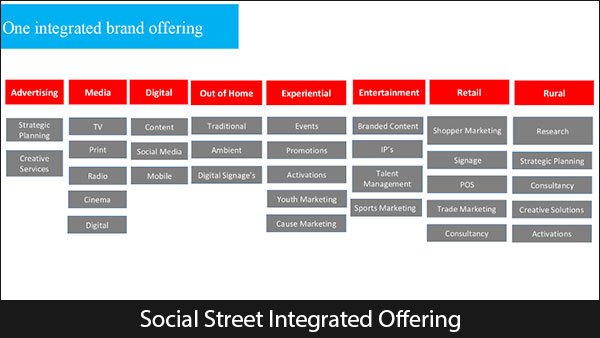 One integrated brand offering
Advertising
Strategic
Planning
Creative
Services
Media
TV
Print
Radio
Cinema
Digital
Digital
Content
Social Media
Mobile
Out of Home
Traditional
Ambient
Digital Signage's
Experiential
Events
Promotions
Activations
Youth Marketing
Cause Marketing
Entertainment
Branded Content
IP's
Talent
Management
Sports Marketing
Retail
Shopper Marketing
Signage
POS
Trade Marketing
Consultancy
Rural
Research
Strategic Planning
Consultancy
Creative Solutions
Activations
Social Street Integrated Offering